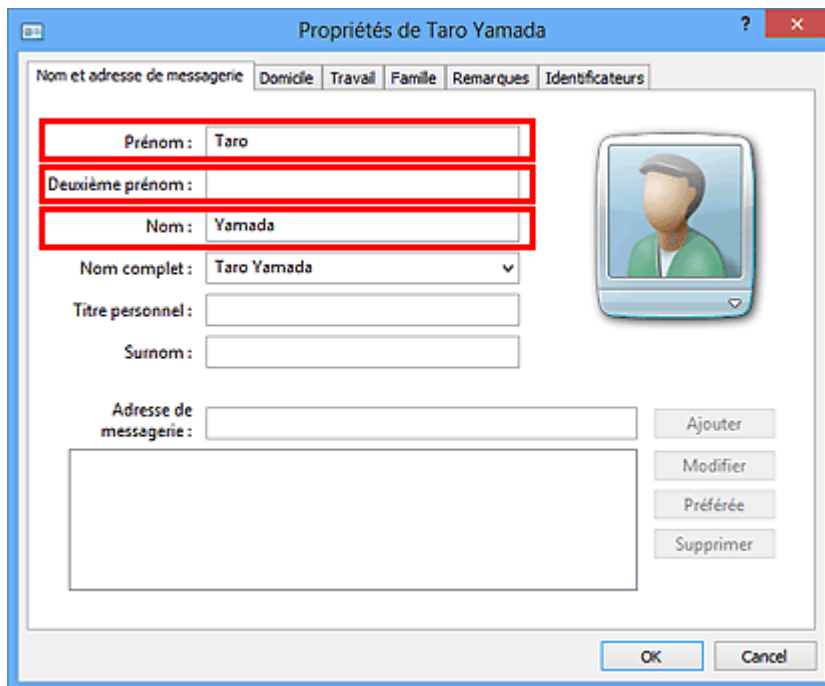 Propriétés de Taro Yamada ?
Nom et adresse de messagerie Domicile Travail Famille Remarques Identificateurs
Prénom : Taro
Deuxième prénom :
Nom : Yamada
Nom complet : Taro Yamada
Titre personnel :
Surnom :
Adresse de
messagerie :
Ajouter
Modifier
Préférée
Supprimer
OK Cancel